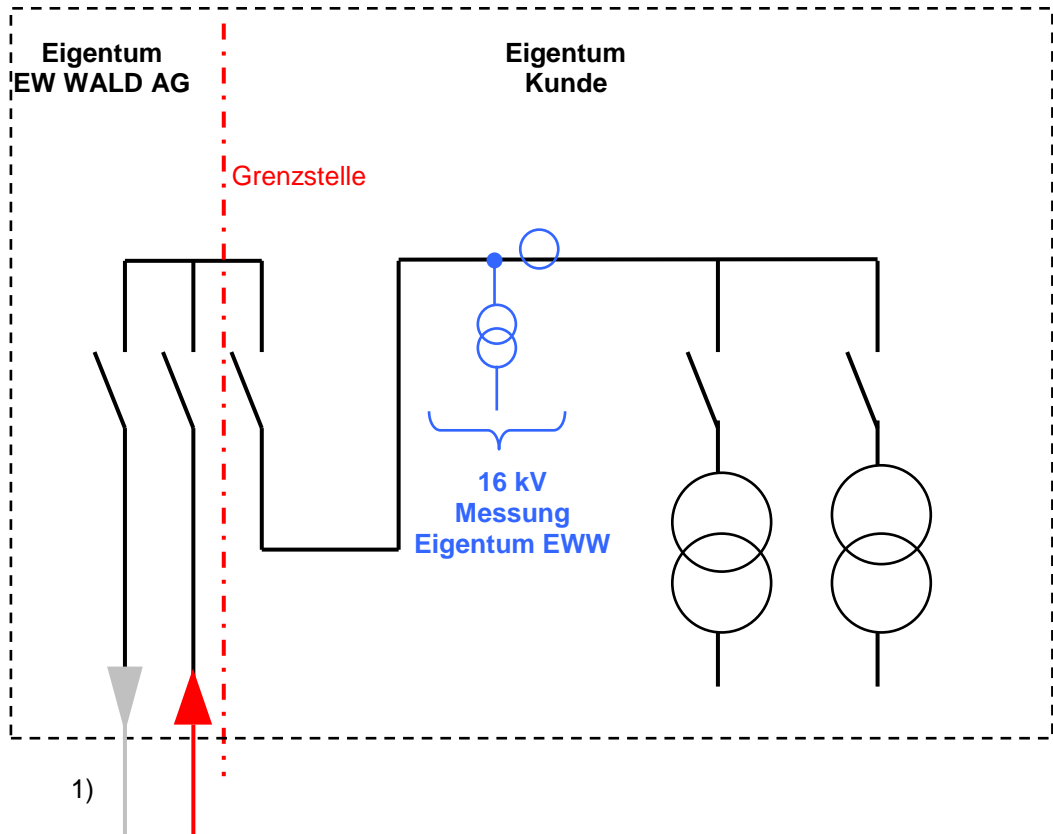 Eigentum
EW WALD AG
Eigentum
Kunde
Grenzstelle
16 kV
Messung
Eigentum EWW
1)